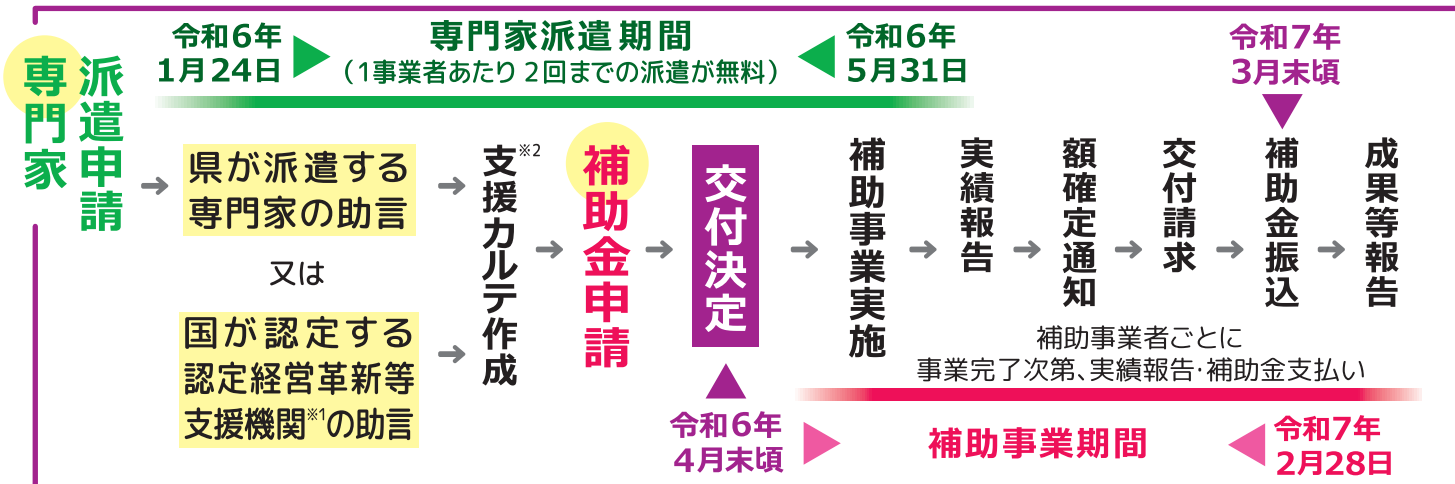 専門家
派遣申請
令和6年
1月24日
専門家派遣期間
（1事業者あたり2回までの派遣が無料）
令和6年
5月31日
令和7年
3月末頃
県が派遣する
専門家の助言
又は
国が認定する
認定経営革新等
支援機関※1の助言
支援カルテ作成※2
補助金申請
交付決定
補助事業実施
実績報告
額確定通知
交付請求
補助金振込
成果等報告
補助事業者ごとに
事業完了次第、実績報告・補助金支払い
令和6年
4月末頃
補助事業期間
令和7年
2月28日